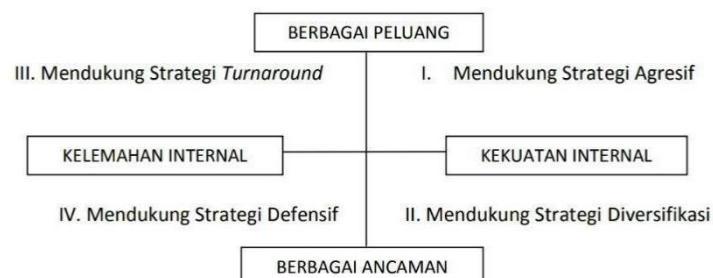 BERBAGAI PELUANG
III. Mendukung Strategi Turnaround
I. Mendukung Strategi Agresif
KELEMAHAN INTERNAL
KEKUATAN INTERNAL
IV. Mendukung Strategi Defensif
II. Mendukung Strategi Diversifikasi
BERBAGAI ANCAMAN